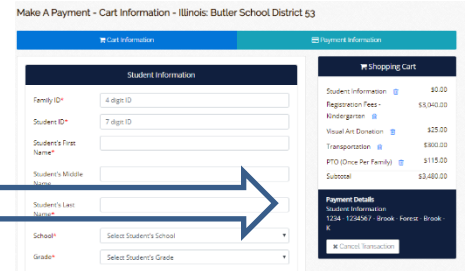 Make A Payment - Cart Information - Illinois: Butler School District 53
Cart Information
Payment Information
Student Information
Family ID*
4 digit ID
Student ID*
7 digit ID
Student's First
Name*
Student's Middle
Name
Student's Last
Name*
School*
Select Student's School
Grade*
Select Student's Grade
Shopping Cart
Student Information $0.00
Registration Fees - $3,040.00
Kindergarten
Visual Art Donation $25.00
Transportation $300.00
PTO (Once Per Family) $115.00
Subtotal $3,480.00
Payment Details
Student Information
1234 - 1234567 - Brook - Forest - Brook -
K
Cancel Transaction